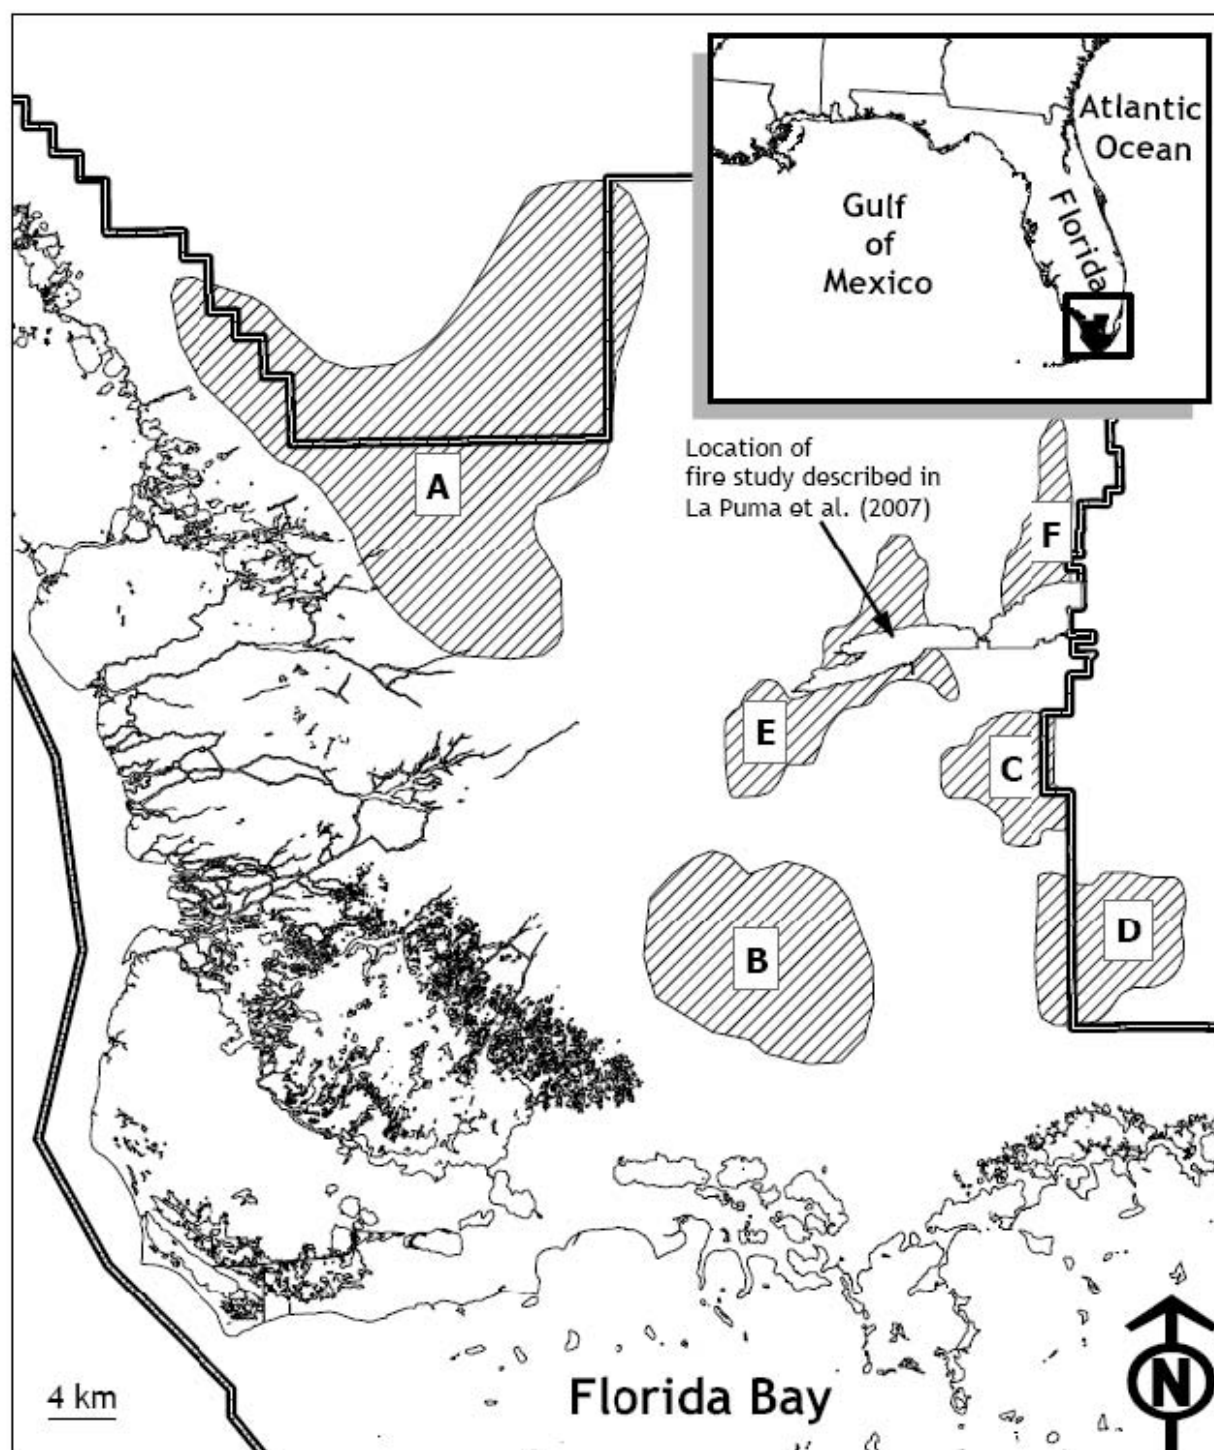 Atlantic
Ocean
Gulf
of
Mexico
Florida
Location of
fire study described in
La Puma et al. (2007)
A
F
E
C
B
D
4 km
Florida Bay
N